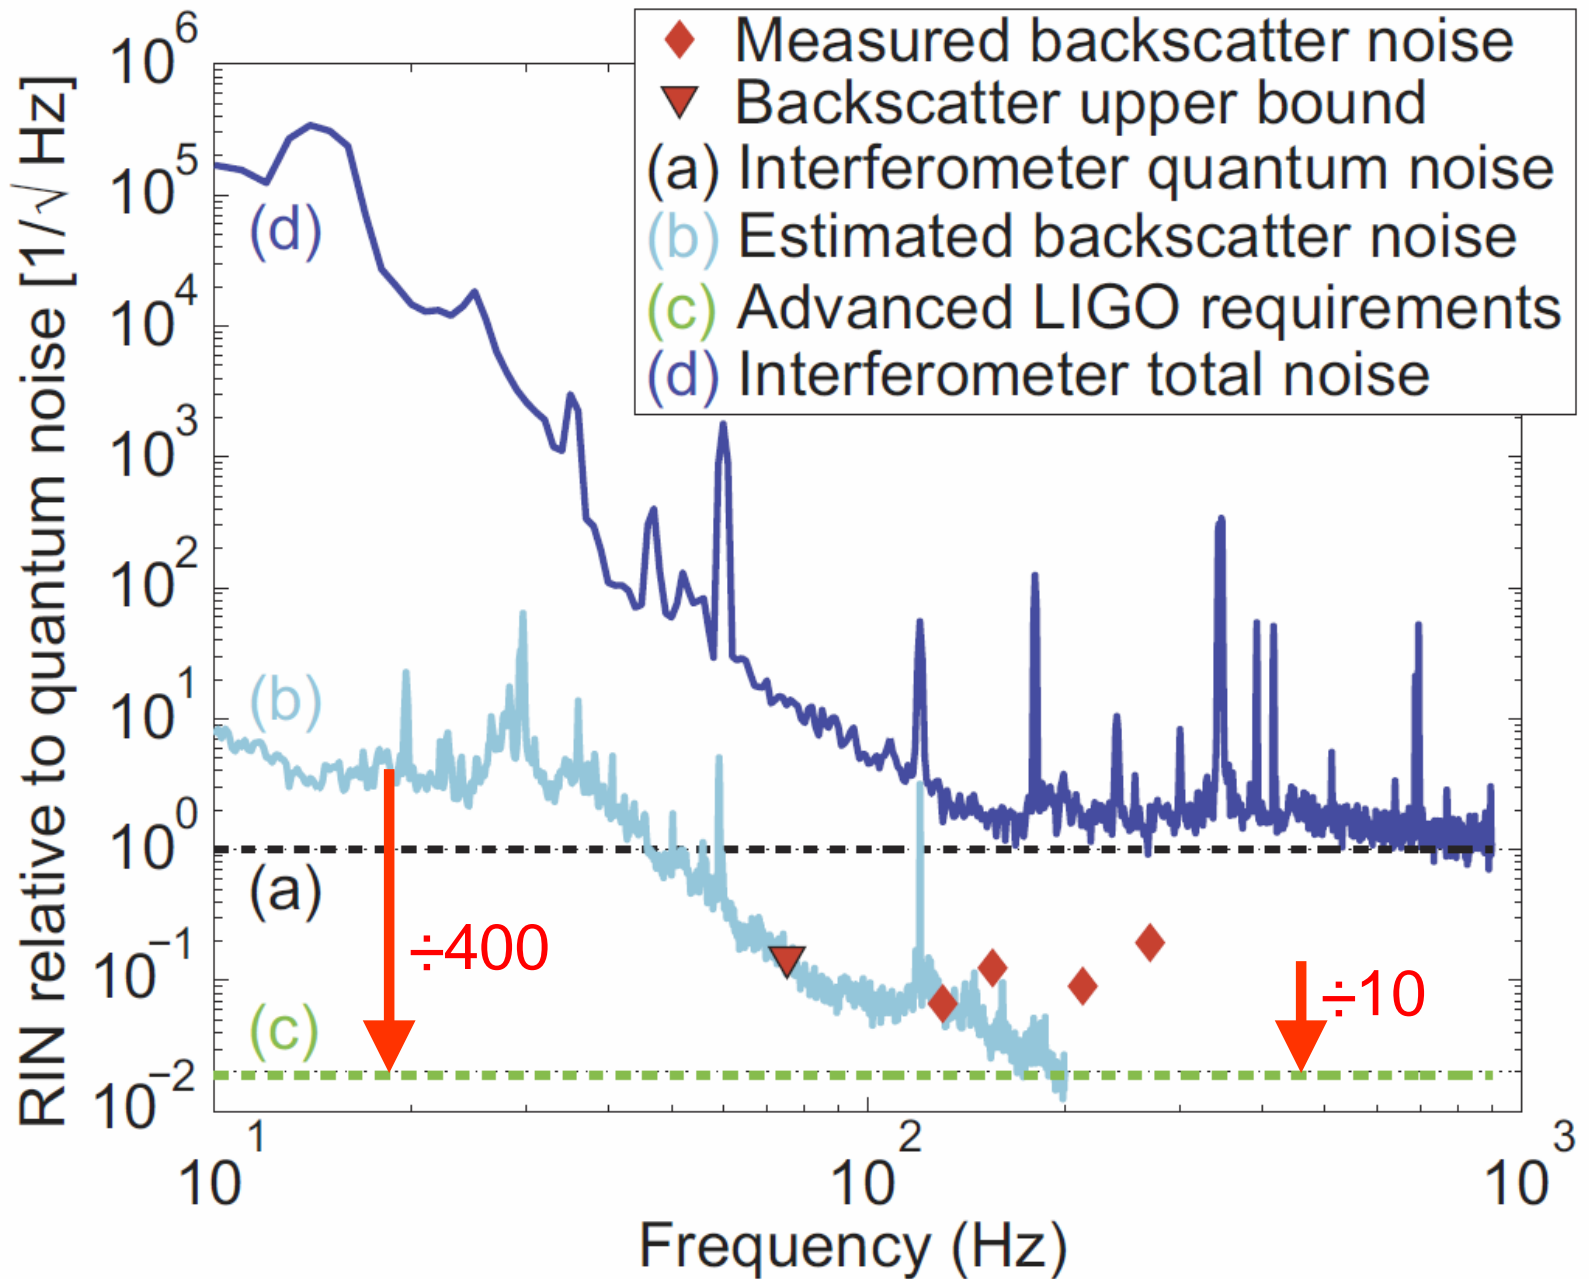 Measured backscatter noise
Backscatter upper bound
(a) Interferometer quantum noise
(b) Estimated backscatter noise
(c) Advanced LIGO requirements
(d) Interferometer total noise
RIN relative to quantum noise [1/√ Hz]
10^6
10^5
10^4
10^3
10^2
10^1
10^0
10^−1
10^−2
(d)
(b)
(a)
(c)
÷400
÷10
10^1
10^2
10^3
Frequency (Hz)